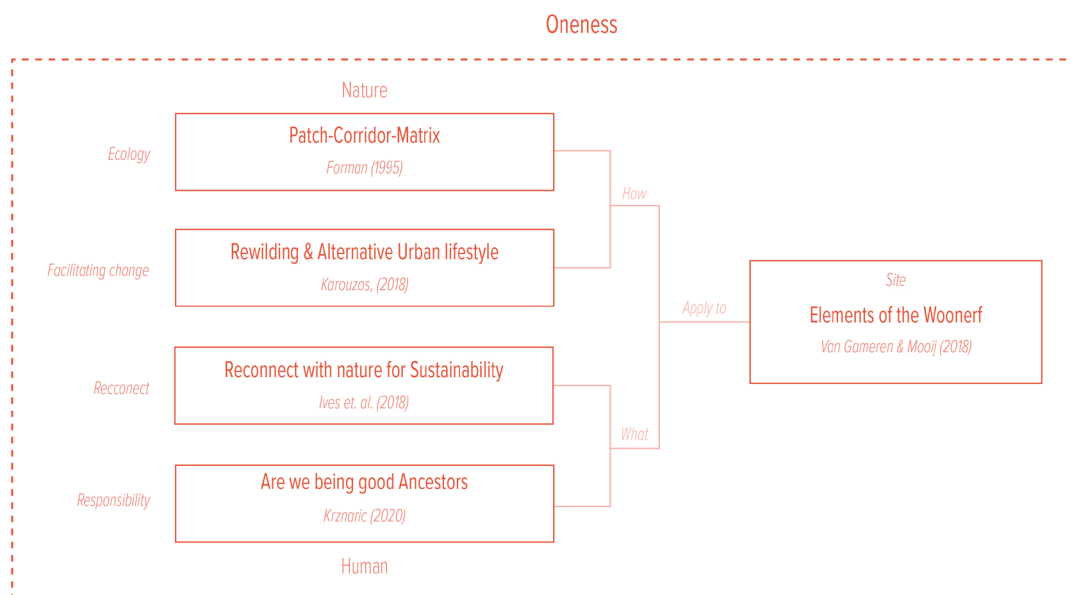 Oneness
Nature
Ecology
Patch-Corridor-Matrix
Forman (1995)
How
Facilitating change
Rewilding & Alternative Urban lifestyle
Karouzos, (2018)
Apply to
Site
Elements of the Woonerf
Van Gameren & Mooij (2018)
Recconect
Reconnect with nature for Sustainability
Ives et. al. (2018)
What
Responsibility
Are we being good Ancestors
Krznaric (2020)
Human